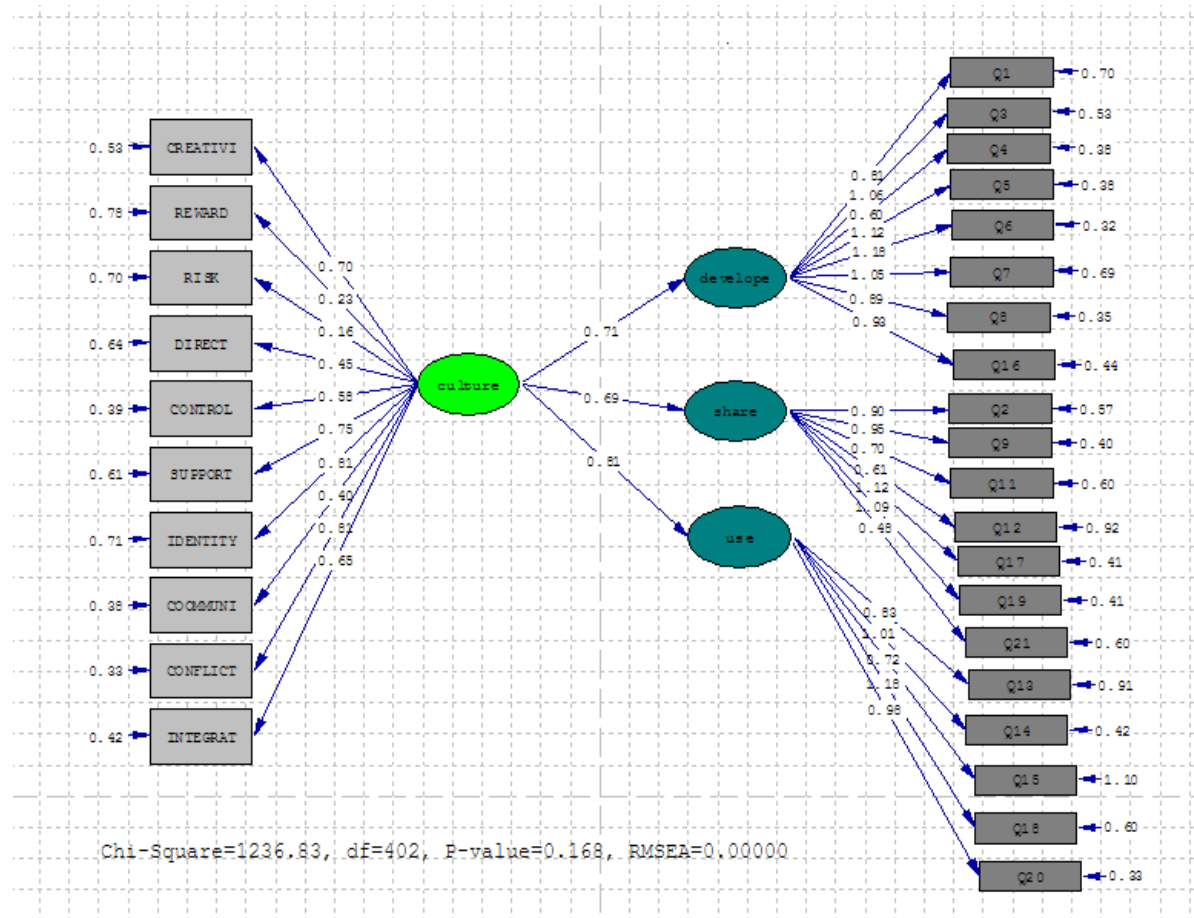 0.53 CREATIVI
0.78 REWARD
0.70 RISK
0.64 DIRECT
0.39 CONTROL
0.61 SUPPORT
0.71 IDENTITY
0.38 COOMMUNI
0.33 CONFLICT
0.42 INTEGRAT
0.70
0.23
0.16
0.45
0.58
0.75
0.81
0.40
0.81
0.65
culture
0.71
0.69
0.81
develope
share
use
0.81
1.06
0.60
1.12
1.18
1.05
0.89
0.98
0.90
0.95
0.70
0.61
1.12
1.09
0.48
0.83
1.01
0.72
1.18
0.98
Q1 0.70
Q3 0.53
Q4 0.38
Q5 0.38
Q6 0.32
Q7 0.69
Q8 0.35
Q16 0.44
Q2 0.57
Q9 0.40
Q11 0.60
Q12 0.92
Q17 0.41
Q19 0.41
Q21 0.60
Q13 0.91
Q14 0.42
Q15 1.10
Q18 0.60
Q20 0.33
Chi-Square=1236.83, df=402, P-value=0.168, RMSEA=0.00000